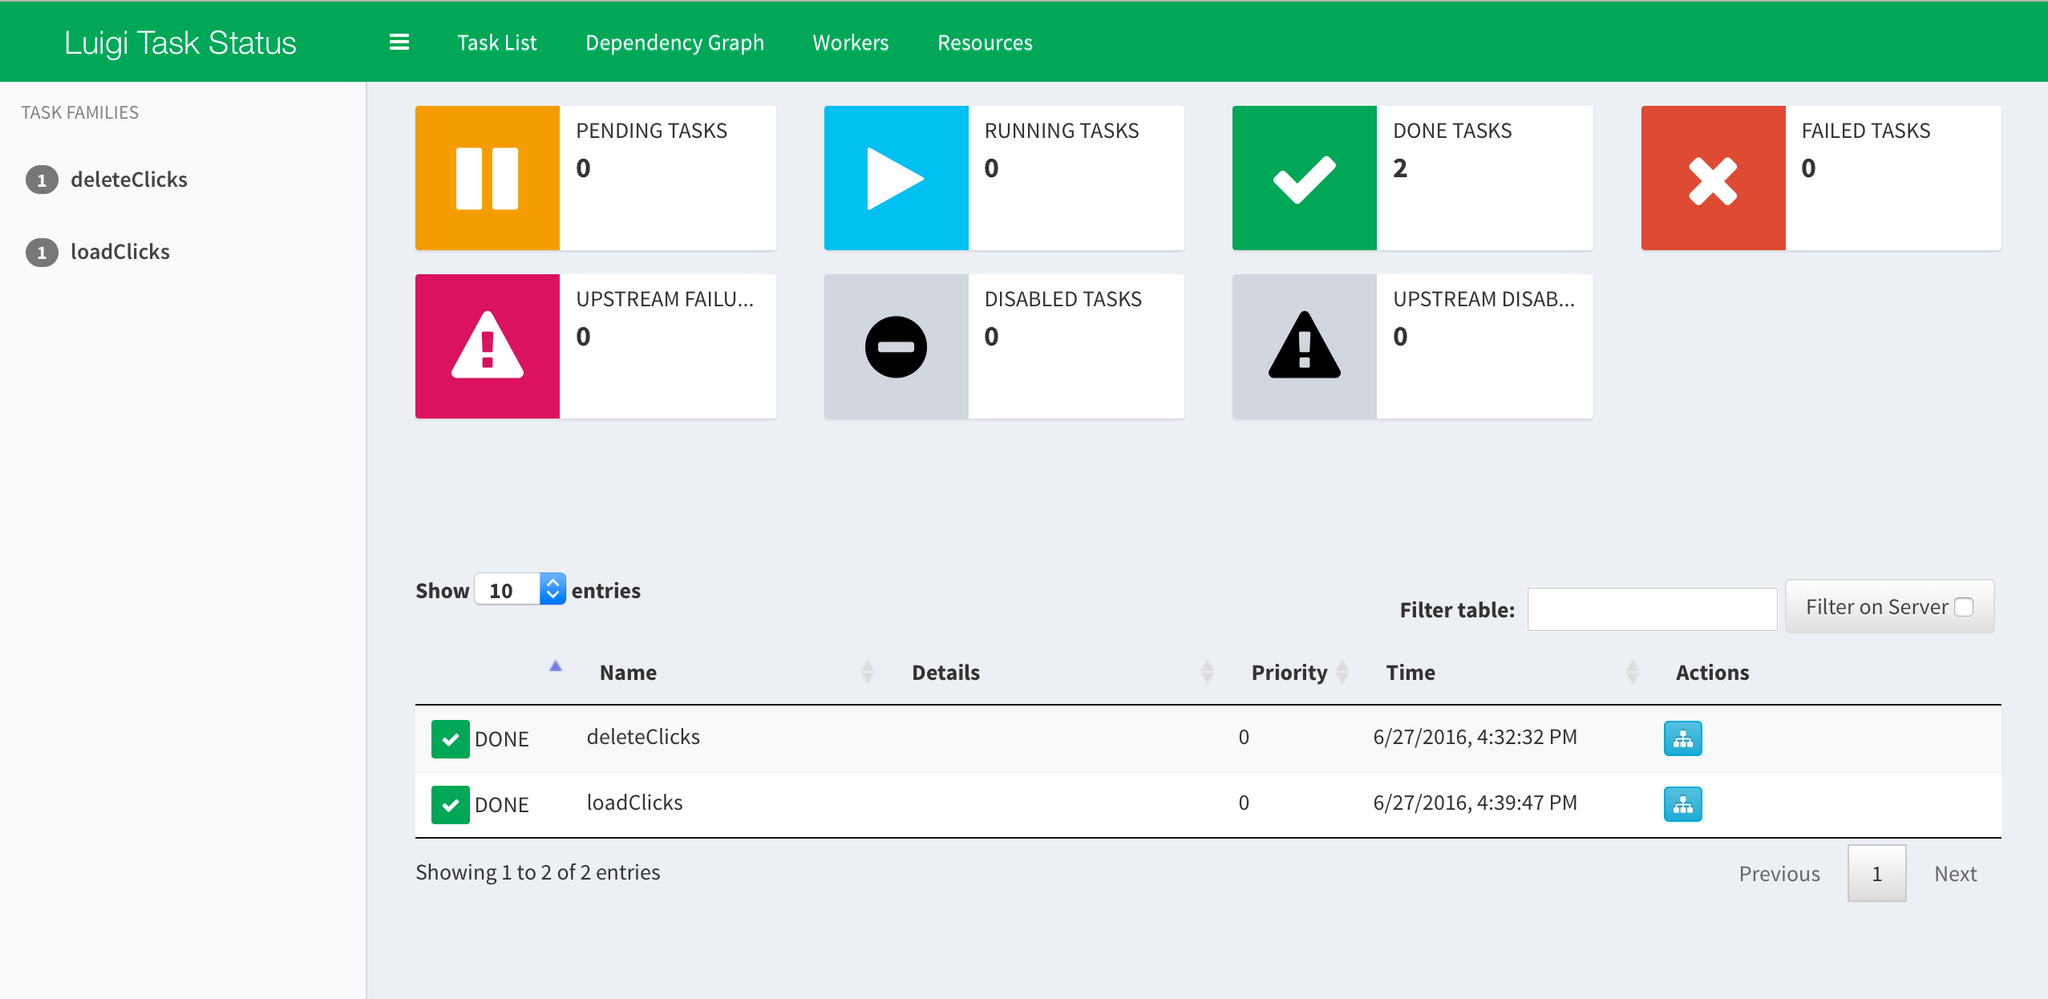 Luigi Task Status
Task List Dependency Graph Workers Resources
TASK FAMILIES
1 deleteClicks
1 loadClicks
PENDING TASKS
0
RUNNING TASKS
0
DONE TASKS
2
FAILED TASKS
0
UPSTREAM FAILU...
0
DISABLED TASKS
0
UPSTREAM DISAB...
0
Show 10 entries
Filter table: Filter on Server
Name Details Priority Time Actions
DONE deleteClicks 0 6/27/2016, 4:32:32 PM
DONE loadClicks 0 6/27/2016, 4:39:47 PM
Showing 1 to 2 of 2 entries
Previous 1 Next